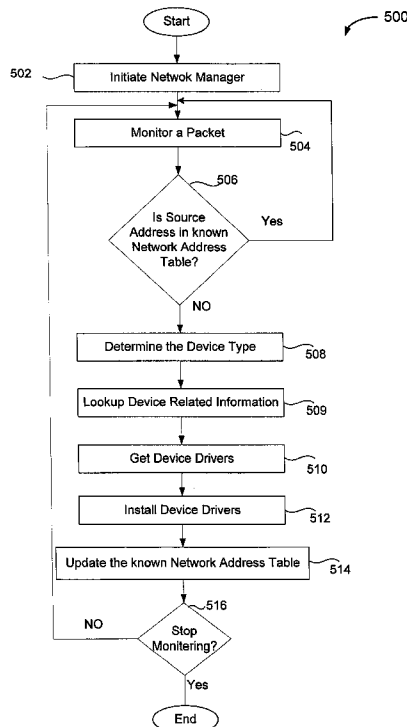 Start
500
502
Initiate Netwok Manager
Monitor a Packet
504
506
Is Source
Address in known
Network Address
Table?
Yes
NO
Determine the Device Type
508
Lookup Device Related Information
509
Get Device Drivers
510
Install Device Drivers
512
Update the known Network Address Table
514
516
NO
Stop
Monitering?
Yes
End